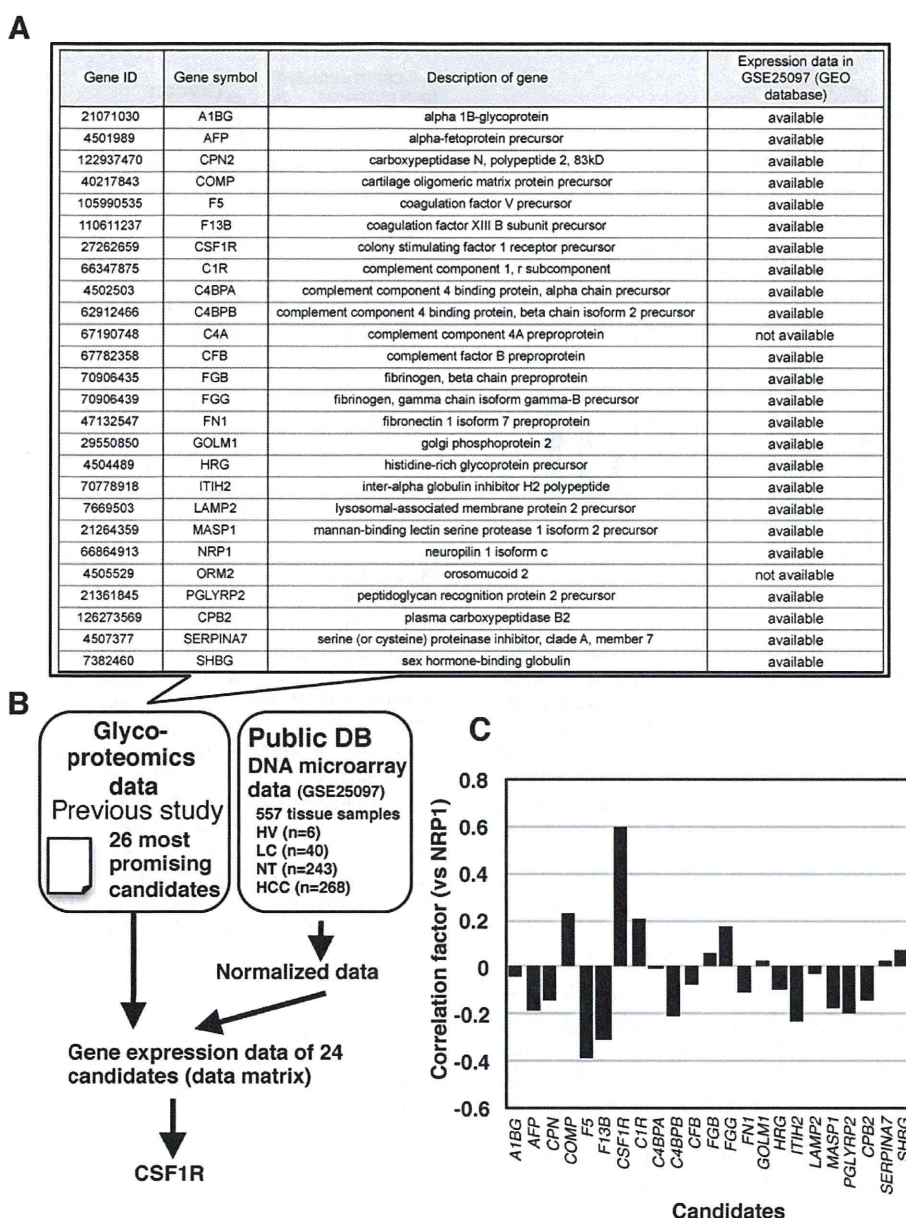 A
Gene ID Gene symbol Description of gene Expression data in GSE25097 (GEO database)
21071030 A1BG alpha 1B-glycoprotein available
4501989 AFP alpha-fetoprotein precursor available
122937470 CPN2 carboxypeptidase N, polypeptide 2, 83kD available
40217843 COMP cartilage oligomeric matrix protein precursor available
105990535 F5 coagulation factor V precursor available
110611237 F13B coagulation factor XIII B subunit precursor available
27262659 CSF1R colony stimulating factor 1 receptor precursor available
66347875 C1R complement component 1, r subcomponent available
4502503 C4BPA complement component 4 binding protein, alpha chain precursor available
62912466 C4BPB complement component 4 binding protein, beta chain isoform 2 precursor available
67190748 C4A complement component 4A preproprotein not available
67782358 CFB complement factor B preproprotein available
70906435 FGB fibrinogen, beta chain preproprotein available
70906439 FGG fibrinogen, gamma chain isoform gamma-B precursor available
47132547 FN1 fibronectin 1 isoform 7 preproprotein available
29550850 GOLM1 golgi phosphoprotein 2 available
4504489 HRG histidine-rich glycoprotein precursor available
70778918 ITIH2 inter-alpha globulin inhibitor H2 polypeptide available
7669503 LAMP2 lysosomal-associated membrane protein 2 precursor available
21264359 MASP1 mannan-binding lectin serine protease 1 isoform 2 precursor available
66864913 NRP1 neuropilin 1 isoform c available
4505529 ORM2 orosomucoid 2 not available
21361845 PGLYRP2 peptidoglycan recognition protein 2 precursor available
126273569 CPB2 plasma carboxypeptidase B2 available
4507377 SERPINA7 serine (or cysteine) proteinase inhibitor, clade A, member 7 available
7382460 SHBG sex hormone-binding globulin available
B
Glyco-
proteomics
data
Previous study
26 most
promising
candidates
Public DB
DNA microarray
data (GSE25097)
557 tissue samples
HV (n=6)
LC (n=40)
NT (n=243)
HCC (n=268)
Normalized data
Gene expression data of 24
candidates (data matrix)
CSF1R
C
Correlation factor (vs NRP1)
0.8
0.6
0.4
0.2
0
-0.2
-0.4
-0.6
A1BG
AFP
CPN
COMP
F5
F13B
CSF1R
C1R
C4BPA
C4BPB
CFB
FGB
FGG
FN1
GOLM1
HRG
ITIH2
LAMP2
MASP1
PGLYRP2
CPB2
SERPINA7
SHBG
Candidates